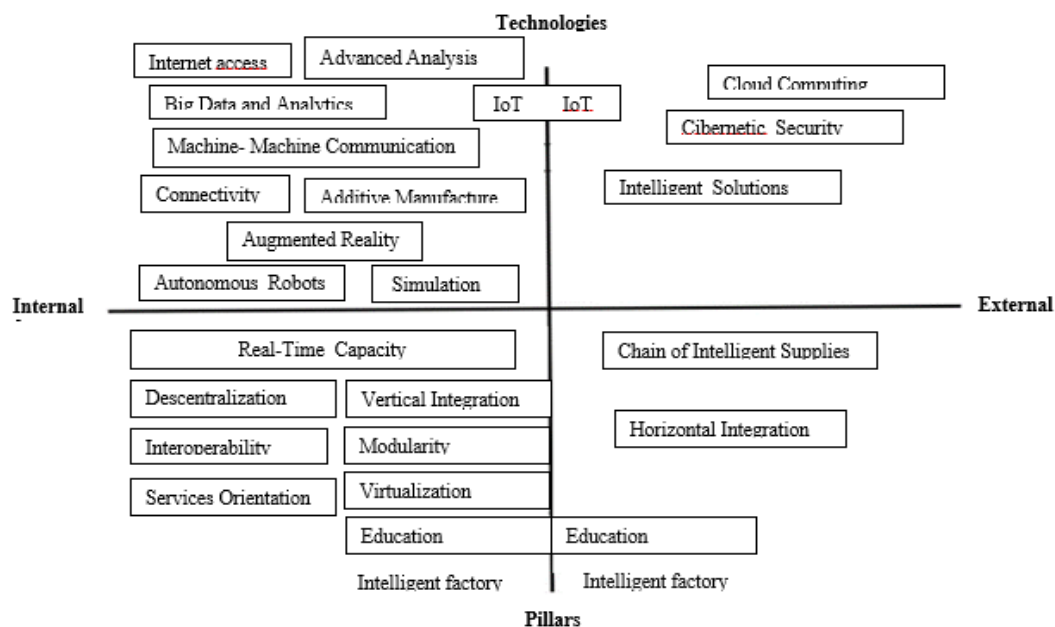 Technologies
Internet access
Advanced Analysis
Big Data and Analytics
IoT IoT
Cloud Computing
Cibernetic Security
Machine- Machine Communication
Connectivity
Additive Manufacture
Intelligent Solutions
Augmented Reality
Autonomous Robots
Simulation
Internal
External
Real-Time Capacity
Chain of Intelligent Supplies
Descentralization
Vertical Integration
Horizontal Integration
Interoperability
Modularity
Services Orientation
Virtualization
Education
Education
Intelligent factory
Intelligent factory
Pillars